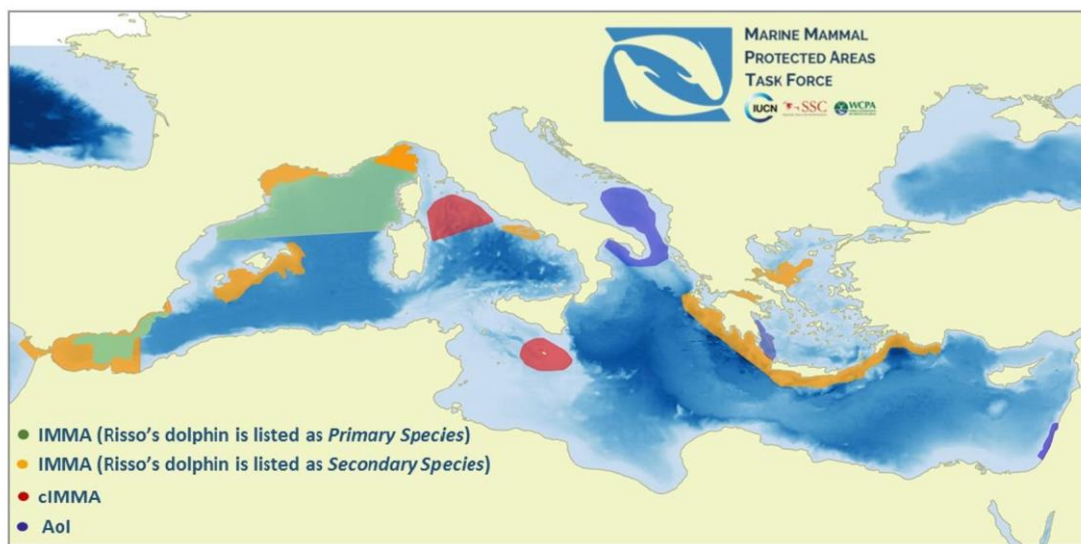 MARINE MAMMAL
PROTECTED AREAS
TASK FORCE
IUCN SSC WCPA
IMMA (Risso's dolphin is listed as Primary Species)
IMMA (Risso's dolphin is listed as Secondary Species)
cIMMA
AoI